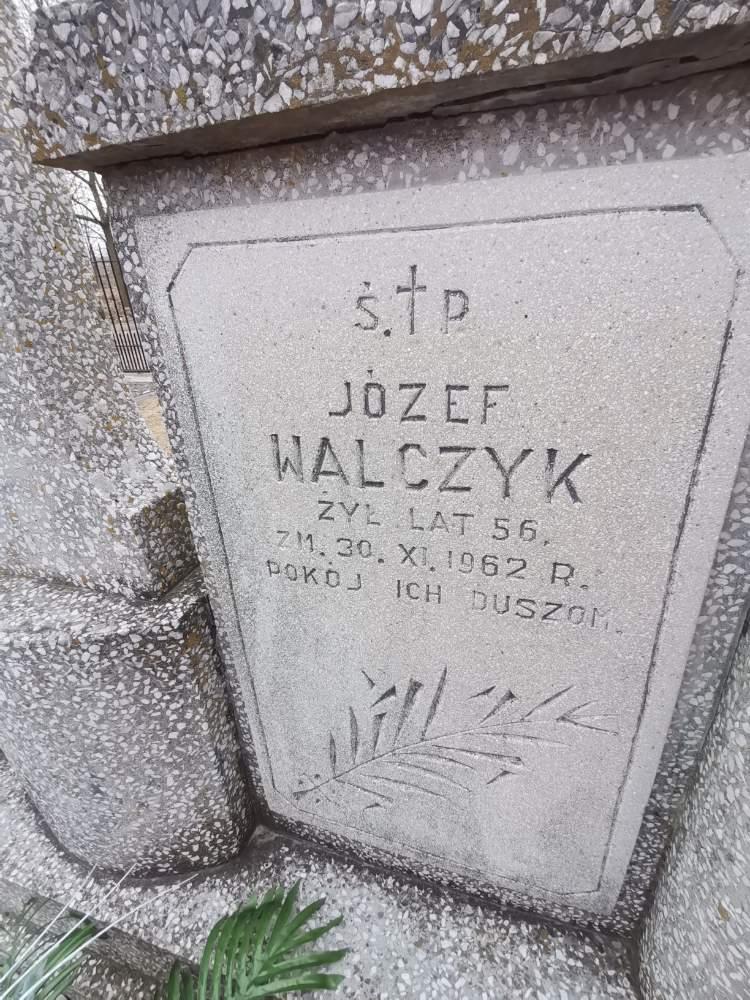 Ś.†P
JÓZEF
WALCZYK
ŻYŁ LAT 56.
ZM. 30. XI. 1962 R.
POKÓJ ICH DUSZOM.